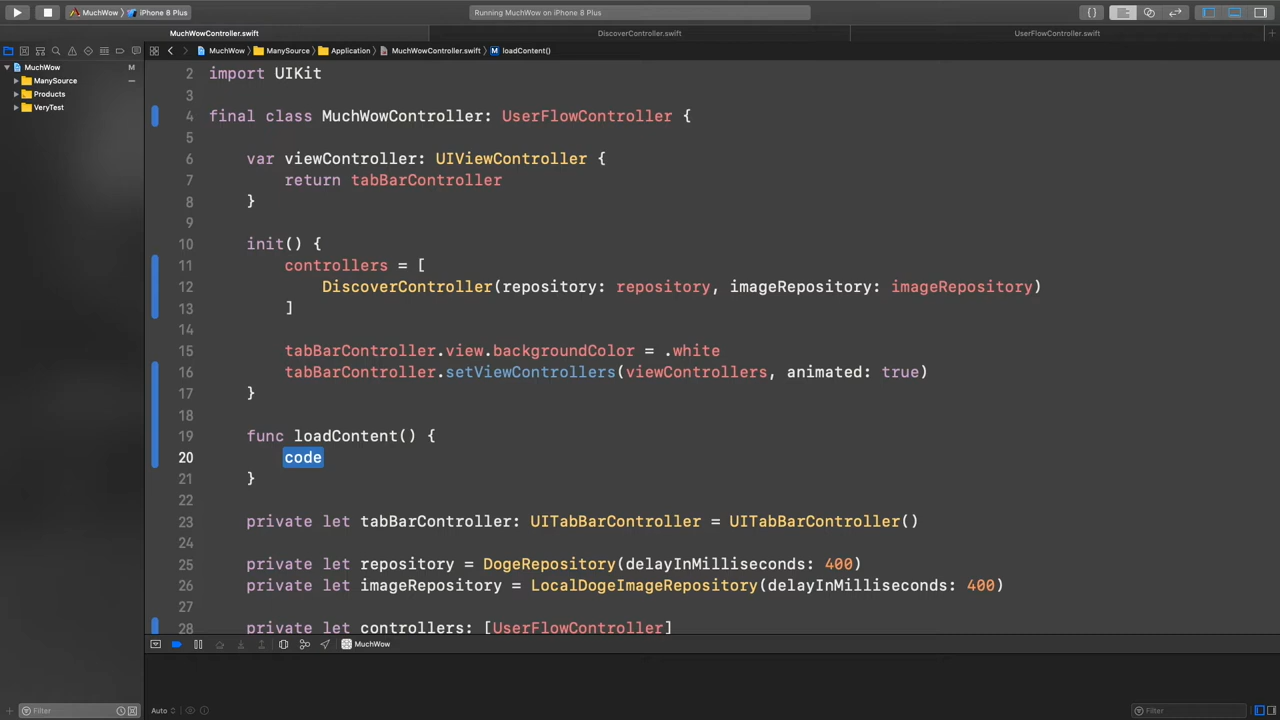 MuchWow
iPhone 8 Plus
Running MuchWow on iPhone 8 Plus
MuchWowController.swift
DiscoverController.swift
UserFlowController.swift
MuchWow
ManySource
Application
MuchWowController.swift
M
loadContent()
MuchWow
M
ManySource
Products
VeryTest
2 import UIKit
3
4 final class MuchWowController: UserFlowController {
5
6 var viewController: UIViewController {
7 return tabBarController
8 }
9
10 init() {
11 controllers = [
12 DiscoverController(repository: repository, imageRepository: imageRepository)
13 ]
14
15 tabBarController.view.backgroundColor = .white
16 tabBarController.setViewControllers(viewControllers, animated: true)
17 }
18
19 func loadContent() {
20 code
21 }
22
23 private let tabBarController: UITabBarController = UITabBarController()
24
25 private let repository = DogeRepository(delayInMilliseconds: 400)
26 private let imageRepository = LocalDogeImageRepository(delayInMilliseconds: 400)
27
28 private let controllers: [UserFlowController]
MuchWow
Filter
Auto
Filter